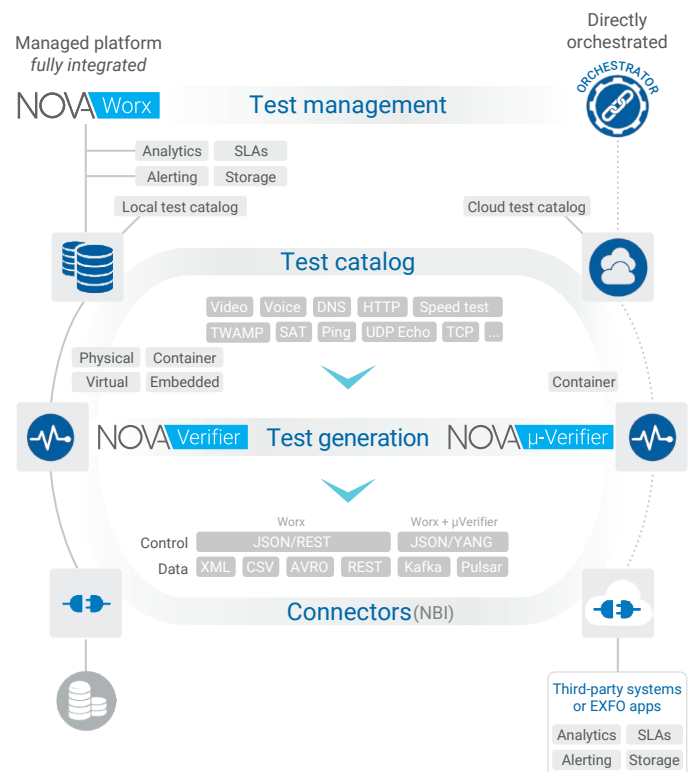 Managed platform
fully integrated
Directly
orchestrated
NOVA Worx
Test management
ORCHESTRATOR
Analytics SLAs
Alerting Storage
Local test catalog
Cloud test catalog
Test catalog
Video Voice DNS HTTP Speed test
TWAMP SAT Ping UDP Echo TCP ...
Physical Container
Virtual Embedded
Container
NOVA Verifier Test generation NOVA µ-Verifier
Worx Worx + µVerifier
Control JSON/REST JSON/YANG
Data XML CSV AVRO REST Kafka Pulsar
Connectors (NBI)
Third-party systems
or EXFO apps
Analytics SLAs
Alerting Storage